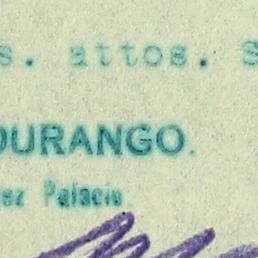 s. attos. S
DURANGO.
ez Palacio.